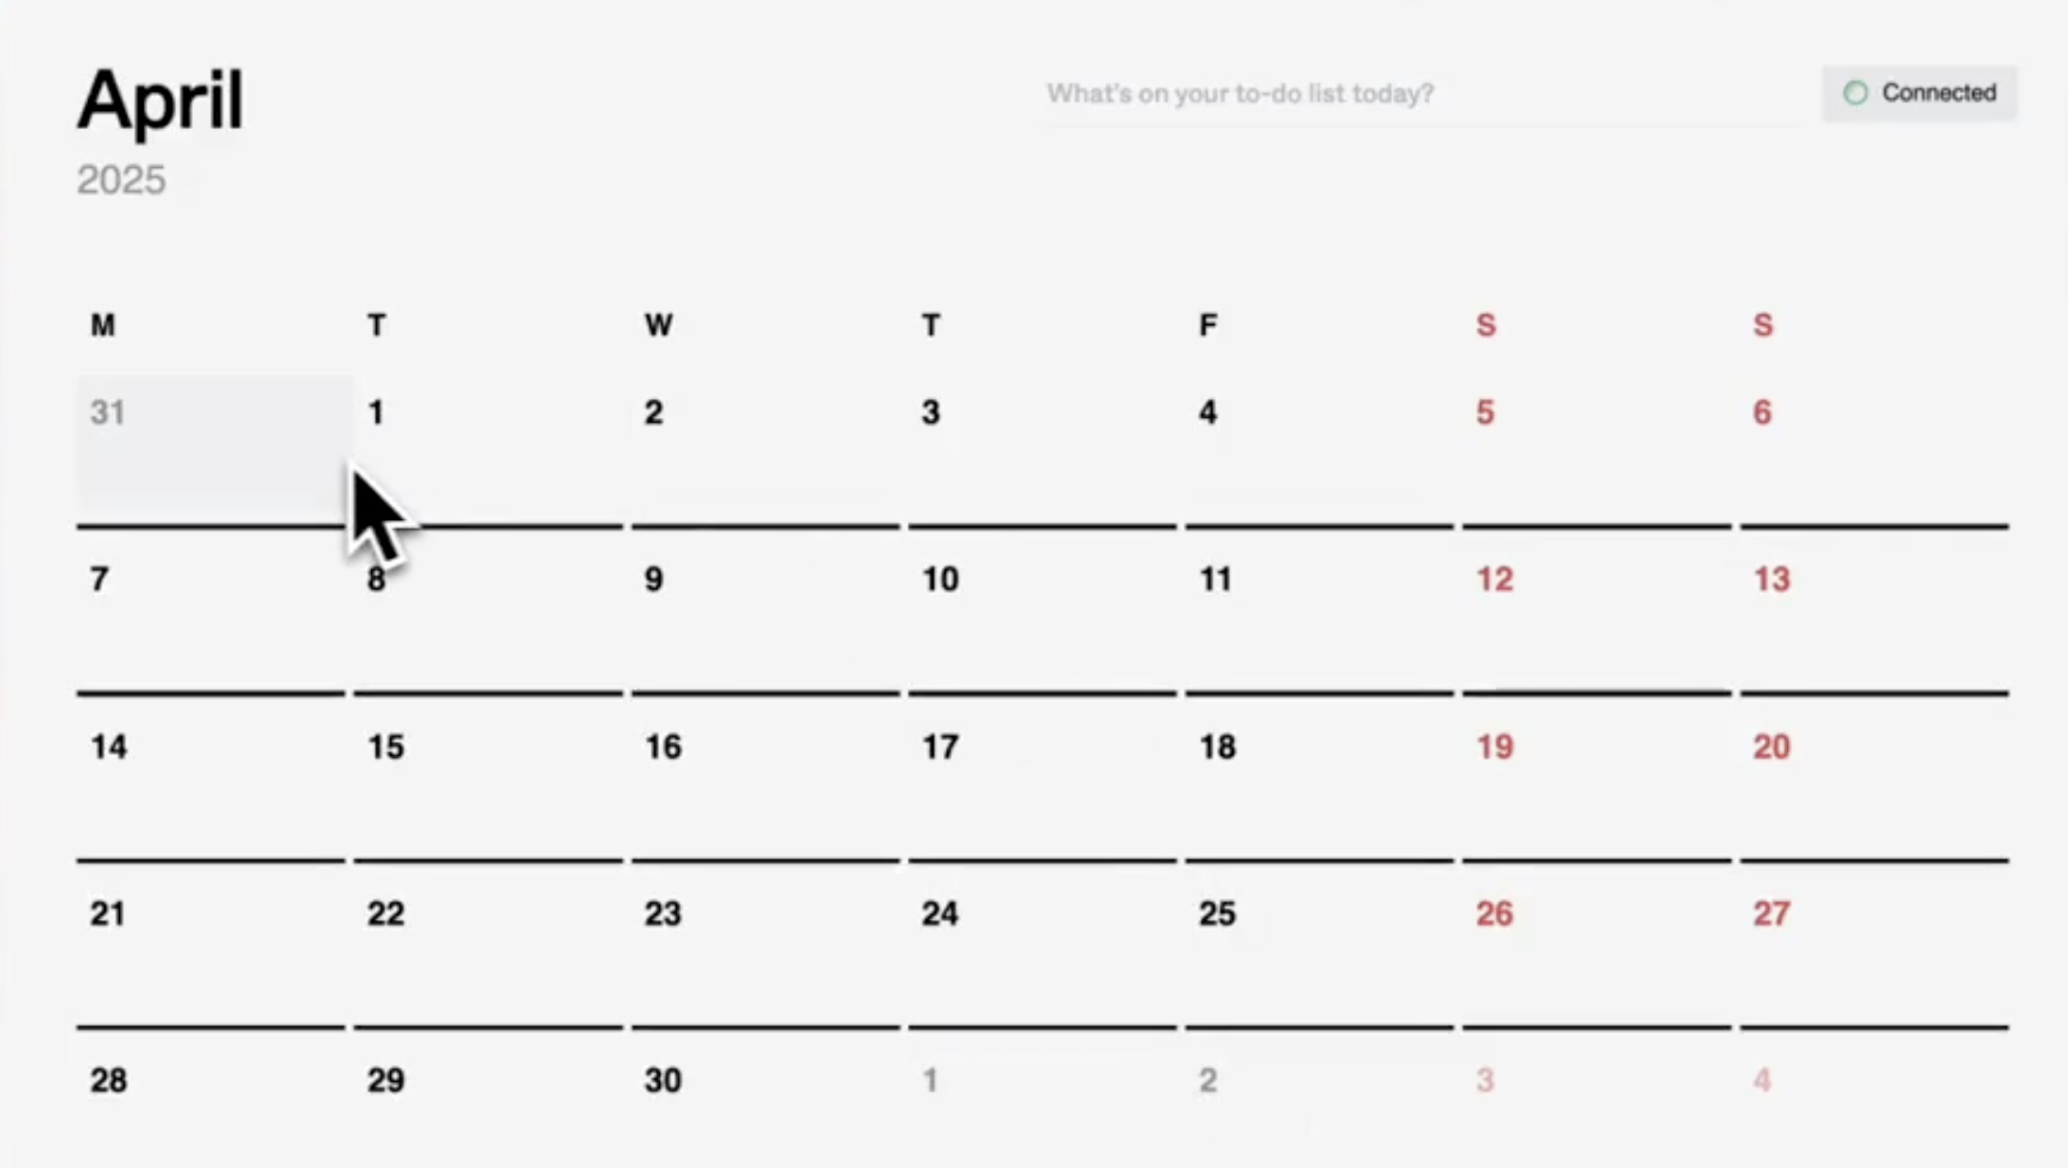 April
2025
What's on your to-do list today?
Connected
M T W T F S S
31 1 2 3 4 5 6
7 8 9 10 11 12 13
14 15 16 17 18 19 20
21 22 23 24 25 26 27
28 29 30 1 2 3 4